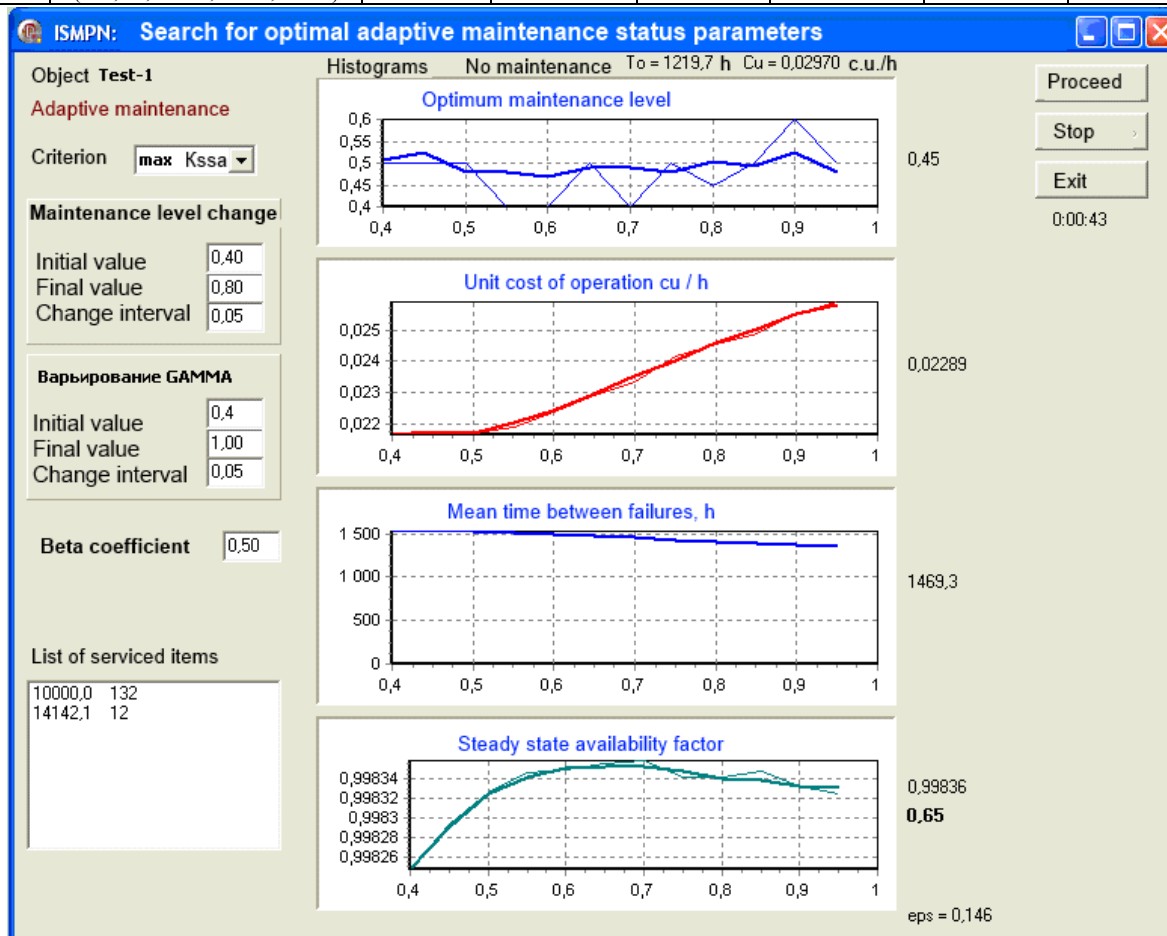 ISMPN: Search for optimal adaptive maintenance status parameters
Object Test-1
Adaptive maintenance
Criterion max Kssa
Maintenance level change
Initial value 0,40
Final value 0,80
Change interval 0,05
Варьирование GAMMA
Initial value 0,4
Final value 1,00
Change interval 0,05
Beta coefficient 0,50
List of serviced items
10000,0 132
14142,1 12
Histograms No maintenance To = 1219,7 h Cu = 0,02970 c.u./h
Optimum maintenance level
0,6
0,55
0,5
0,45
0,4
0,4 0,5 0,6 0,7 0,8 0,9 1
0,45
Unit cost of operation cu / h
0,025
0,024
0,023
0,022
0,4 0,5 0,6 0,7 0,8 0,9 1
0,02289
Mean time between failures, h
1 500
1 000
500
0
0,4 0,5 0,6 0,7 0,8 0,9 1
1469,3
Steady state availability factor
0,99834
0,99832
0,9983
0,99828
0,99826
0,4 0,5 0,6 0,7 0,8 0,9 1
0,99836
0,65
eps = 0,146
Proceed
Stop
Exit
0:00:43